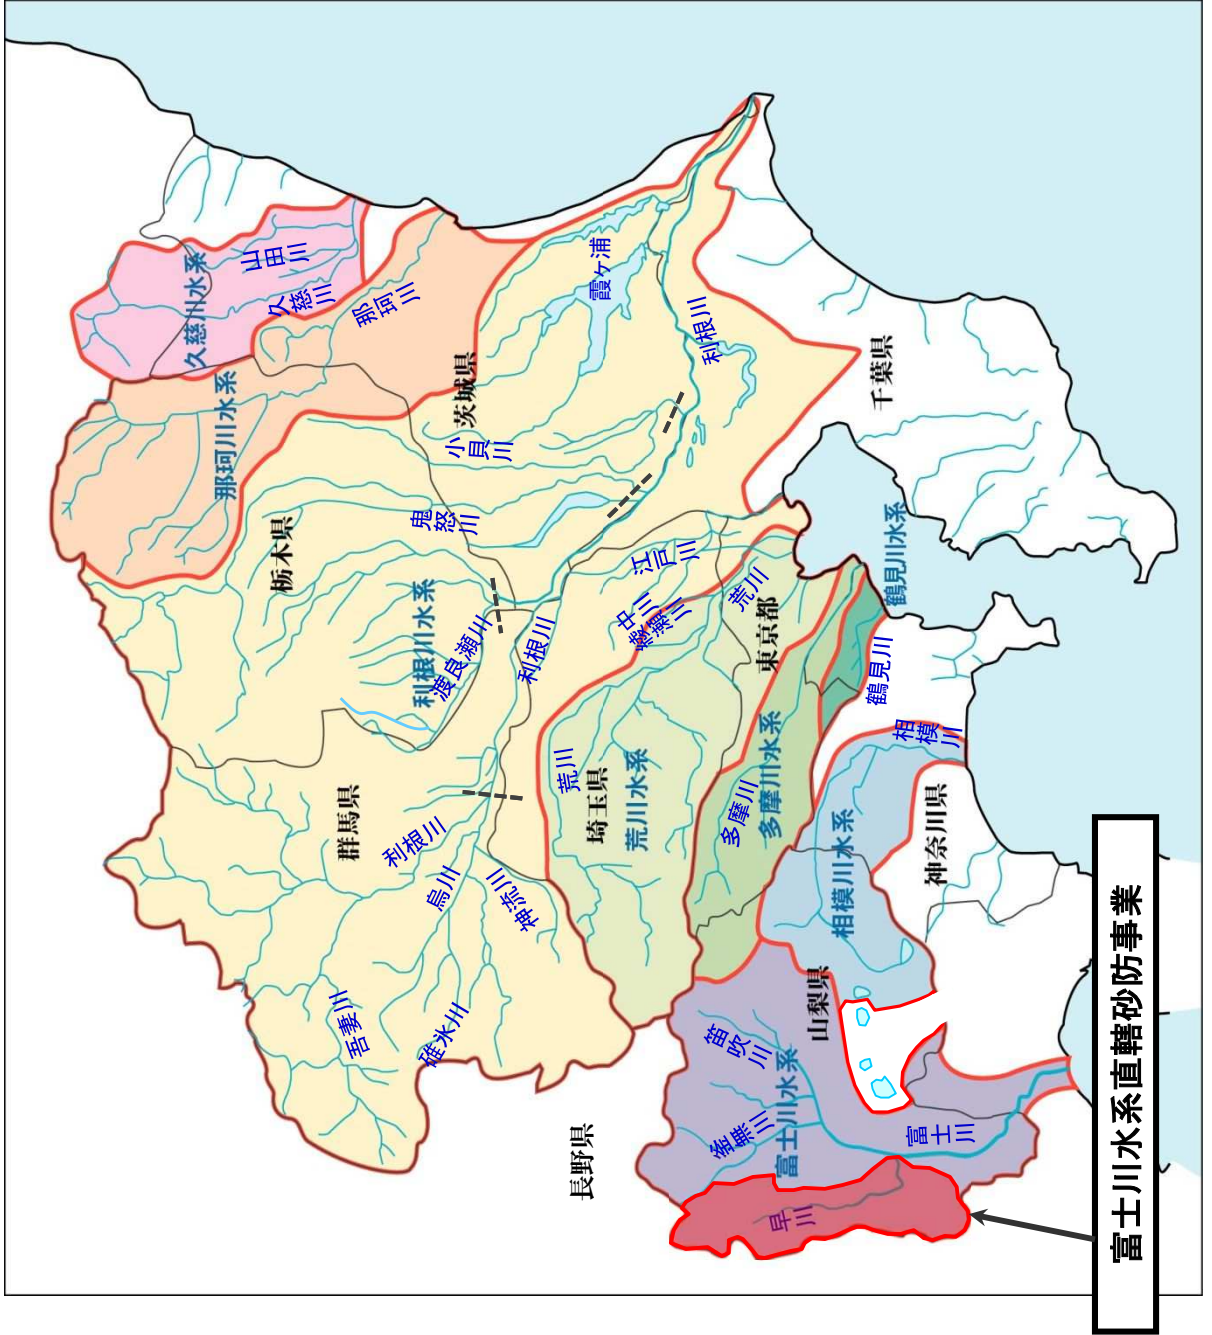 久慈川水系
山田川
久慈川
那珂川
那珂川水系
茨城県
霞ヶ浦
利根川
千葉県
小貝川
鬼怒川
栃木県
利根川水系
渡良瀬川
利根川
江戸川
中川
綾瀬川
荒川
東京都
鶴見川水系
鶴見川
相模川
群馬県
利根川
烏川
神流川
荒川
埼玉県
荒川水系
多摩川
多摩川水系
相模川水系
神奈川県
吾妻川
碓氷川
山梨県
笛吹川
富士川水系
釜無川
富士川
長野県
早川
富士川水系直轄砂防事業